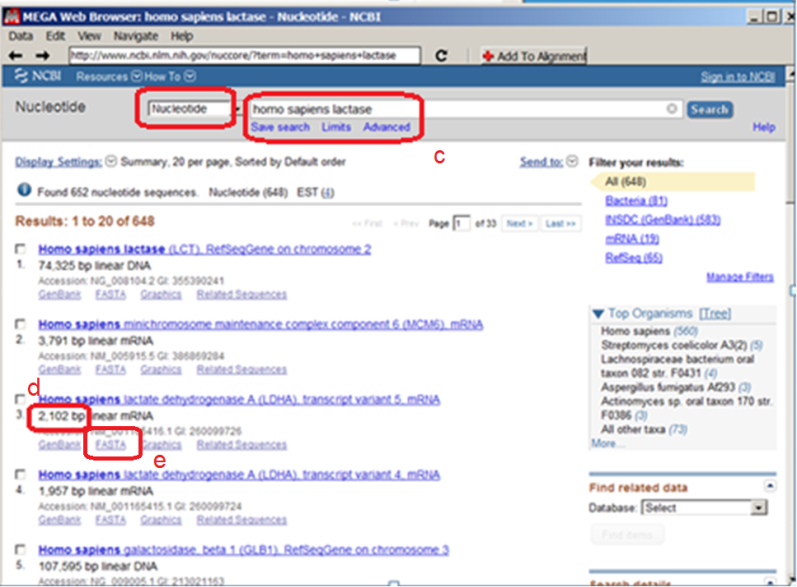 MEGA Web Browser: homo sapiens lactase - Nucleotide - NCBI
Data Edit View Navigate Help
http://www.ncbi.nlm.nih.gov/nuccore/?term=homo+sapiens+lactase C Add To Alignment
NCBI Resources How To Sign in to NCBI
Nucleotide Nucleotide homo sapiens lactase Search
Save search Limits Advanced Help
c
Display Settings: Summary, 20 per page, Sorted by Default order Send to: Filter your results:
All (648)
Found 652 nucleotide sequences. Nucleotide (648) EST (4)
Bacteria (81)
INSDC (GenBank) (583)
Results: 1 to 20 of 648 << First < Prev Page 1 of 33 Next > Last >>
mRNA (19)
RefSeq (65)
Manage Filters
Homo sapiens lactase (LCT), RefSeqGene on chromosome 2
1. 74,325 bp linear DNA
Accession: NG_008104.2 GI: 355390241
GenBank FASTA Graphics Related Sequences
Top Organisms [Tree]
Homo sapiens (560)
Streptomyces coelicolor A3(2) (5)
Lachnospiraceae bacterium oral
taxon 082 str. F0431 (4)
Aspergillus fumigatus Af293 (3)
Actinomyces sp. oral taxon 170 str.
F0386 (3)
All other taxa (73)
More...
Homo sapiens minichromosome maintenance complex component 6 (MCM6), mRNA
2. 3,791 bp linear mRNA
Accession: NM_005915.5 GI: 386869284
GenBank FASTA Graphics Related Sequences
d
Homo sapiens lactate dehydrogenase A (LDHA), transcript variant 5, mRNA
3. 2,102 bp linear mRNA
NM_001165416.1 GI: 260099726
GenBank FASTA Graphics Related Sequences
e
Homo sapiens lactate dehydrogenase A (LDHA), transcript variant 4, mRNA
4. 1,957 bp linear mRNA
Accession: NM_001165415.1 GI: 260099724
GenBank FASTA Graphics Related Sequences
Find related data
Database: Select
Find items
Homo sapiens galactosidase, beta 1 (GLB1), RefSeqGene on chromosome 3
5. 107,595 bp linear DNA
Accession: NG_009005.1 GI: 213021163
Search details